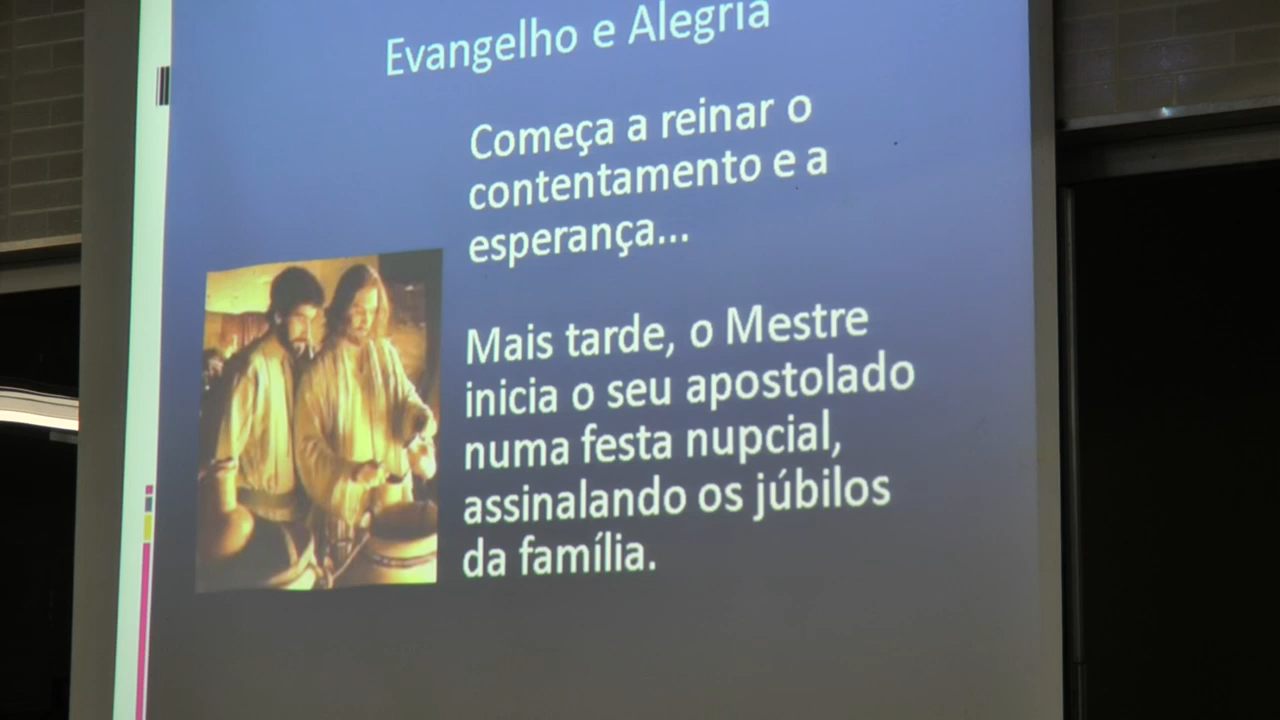 Evangelho e Alegria
Começa a reinar o
contentamento e a
esperança...
Mais tarde, o Mestre
inicia o seu apostolado
numa festa nupcial,
assinalando os júbilos
da família.